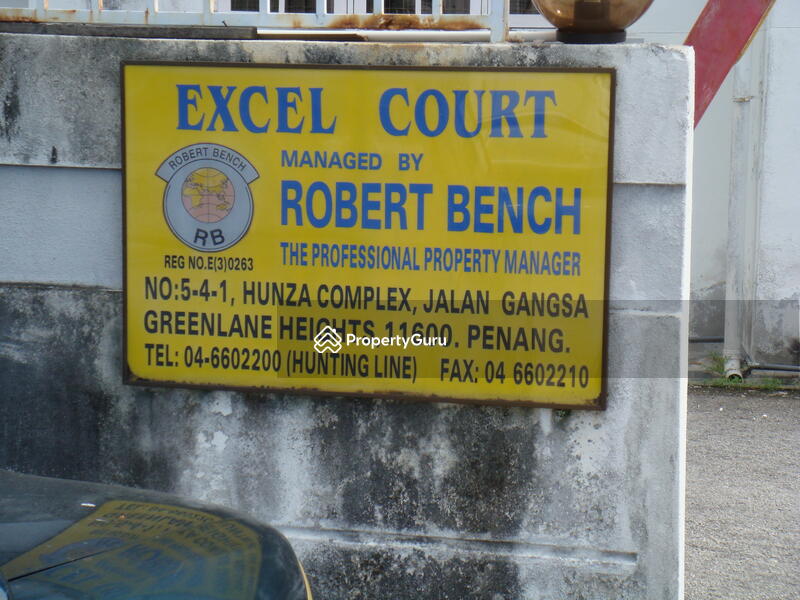 EXCEL COURT
ROBERT BENCH
RB
MANAGED BY
ROBERT BENCH
THE PROFESSIONAL PROPERTY MANAGER
REG NO.E(3)0263
NO:5-4-1, HUNZA COMPLEX, JALAN GANGSA
GREENLANE HEIGHTS 11600. PENANG.
PropertyGuru
TEL: 04-6602200 (HUNTING LINE) FAX: 04 6602210